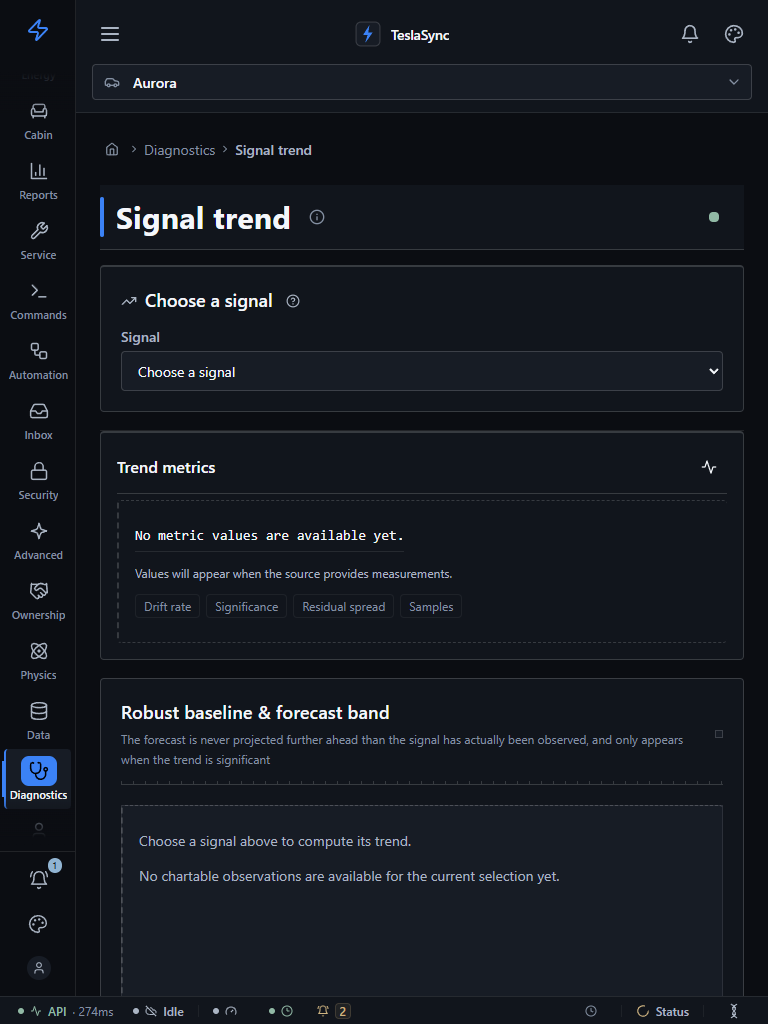 TeslaSync
Aurora
Diagnostics
Signal trend
Signal trend
Choose a signal
Signal
Choose a signal
Trend metrics
No metric values are available yet.
Values will appear when the source provides measurements.
Drift rate
Significance
Residual spread
Samples
Robust baseline & forecast band
The forecast is never projected further ahead than the signal has actually been observed, and only appears
when the trend is significant
Choose a signal above to compute its trend.
No chartable observations are available for the current selection yet.
Cabin
Reports
Service
Commands
Automation
Inbox
Security
Advanced
Ownership
Physics
Data
Diagnostics
1
API · 274ms
Idle
2
Status